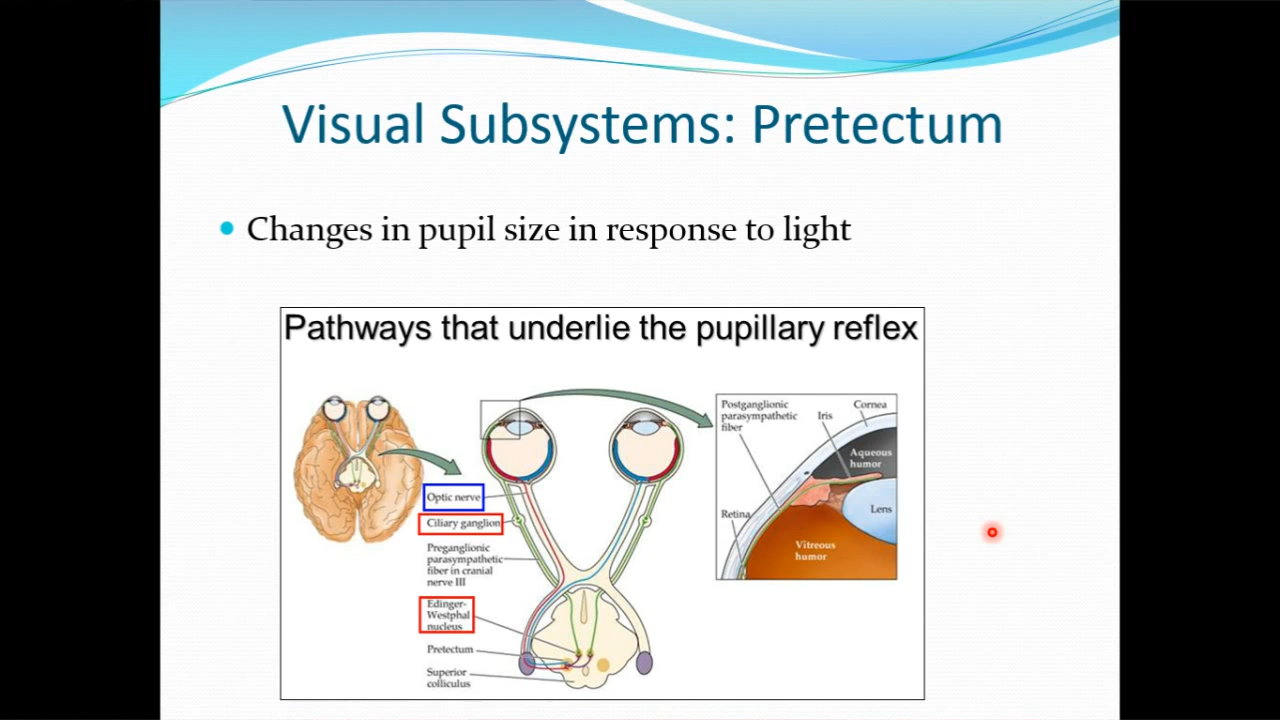 Visual Subsystems: Pretectum
Changes in pupil size in response to light
Pathways that underlie the pupillary reflex
Optic nerve
Ciliary ganglion
Preganglionic
parasympathetic
fiber in cranial
nerve III
Edinger-
Westphal
nucleus
Pretectum
Superior
colliculus
Postganglionic
parasympathetic
fiber
Iris
Cornea
Aqueous
humor
Lens
Retina
Vitreous
humor